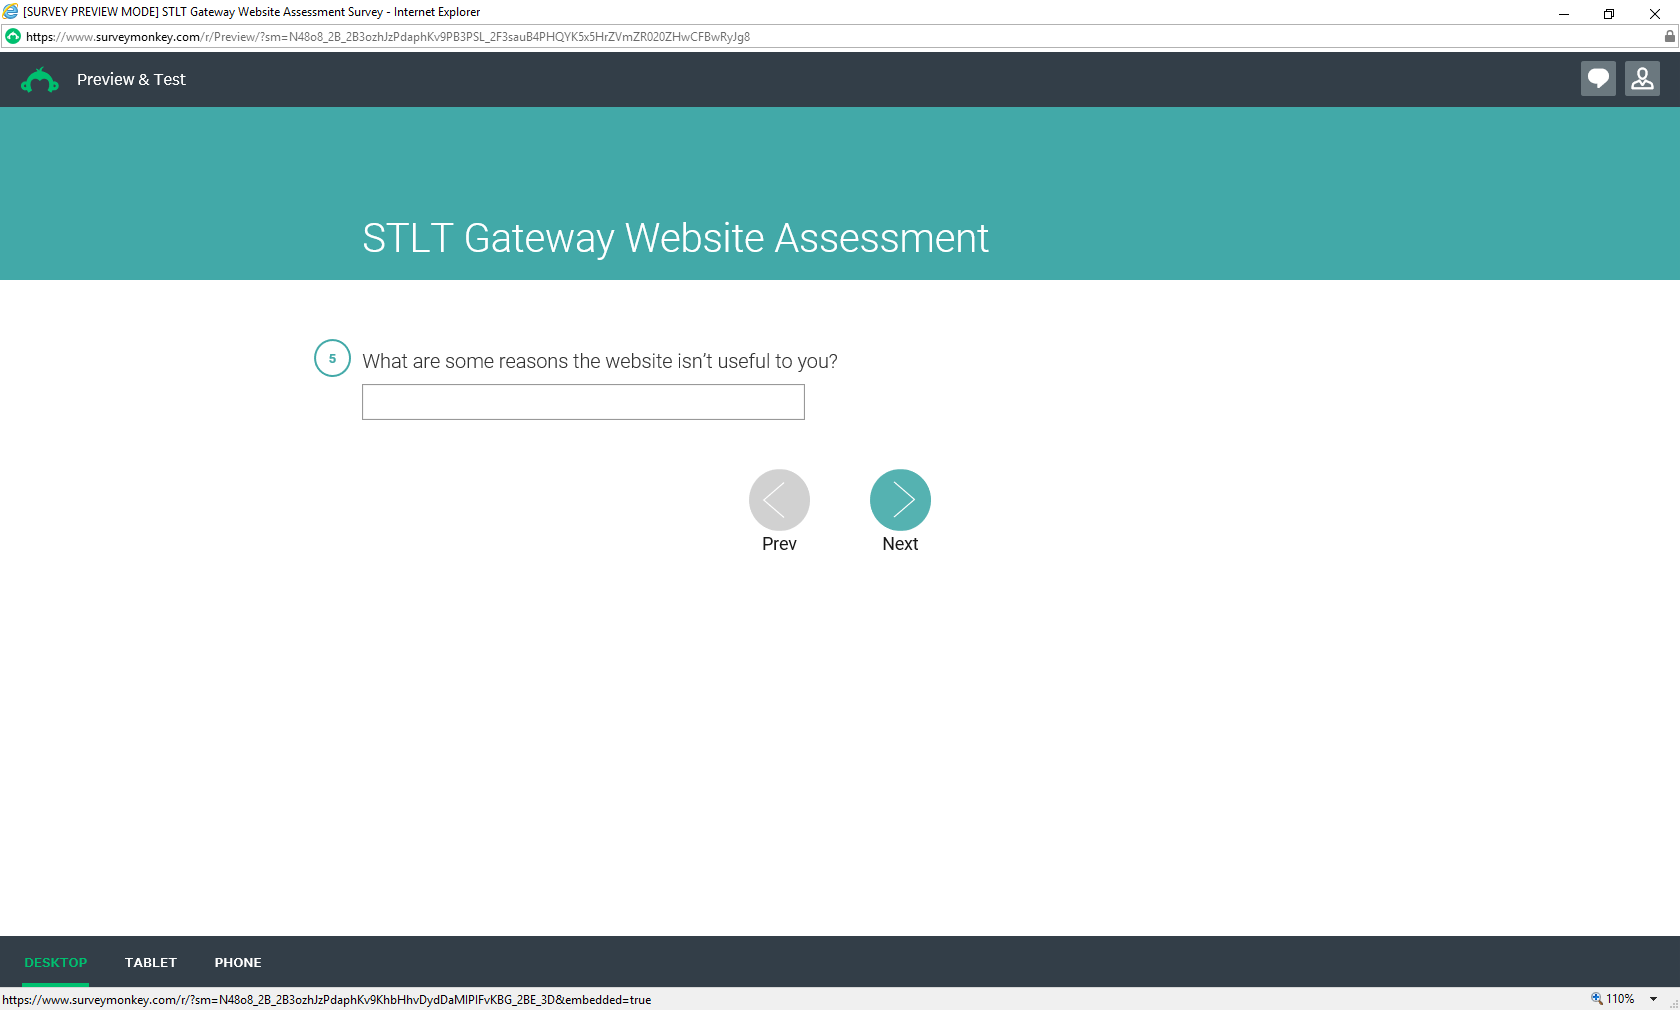 [SURVEY PREVIEW MODE] STLT Gateway Website Assessment Survey - Internet Explorer
https://www.surveymonkey.com/r/Preview/?sm=N48o8_2B_2B3ozhJzPdaphKv9PB3PSL_2F3sauB4PHQYK5x5HrZVmZR020ZHwCFBwRyJg8
Preview & Test
STLT Gateway Website Assessment
5 What are some reasons the website isn’t useful to you?
Prev Next
DESKTOP TABLET PHONE
https://www.surveymonkey.com/r/?sm=N48o8_2B_2B3ozhJzPdaphKv9KhbHhvDydDaMIPIFvKBG_2BE_3D&embedded=true
110%